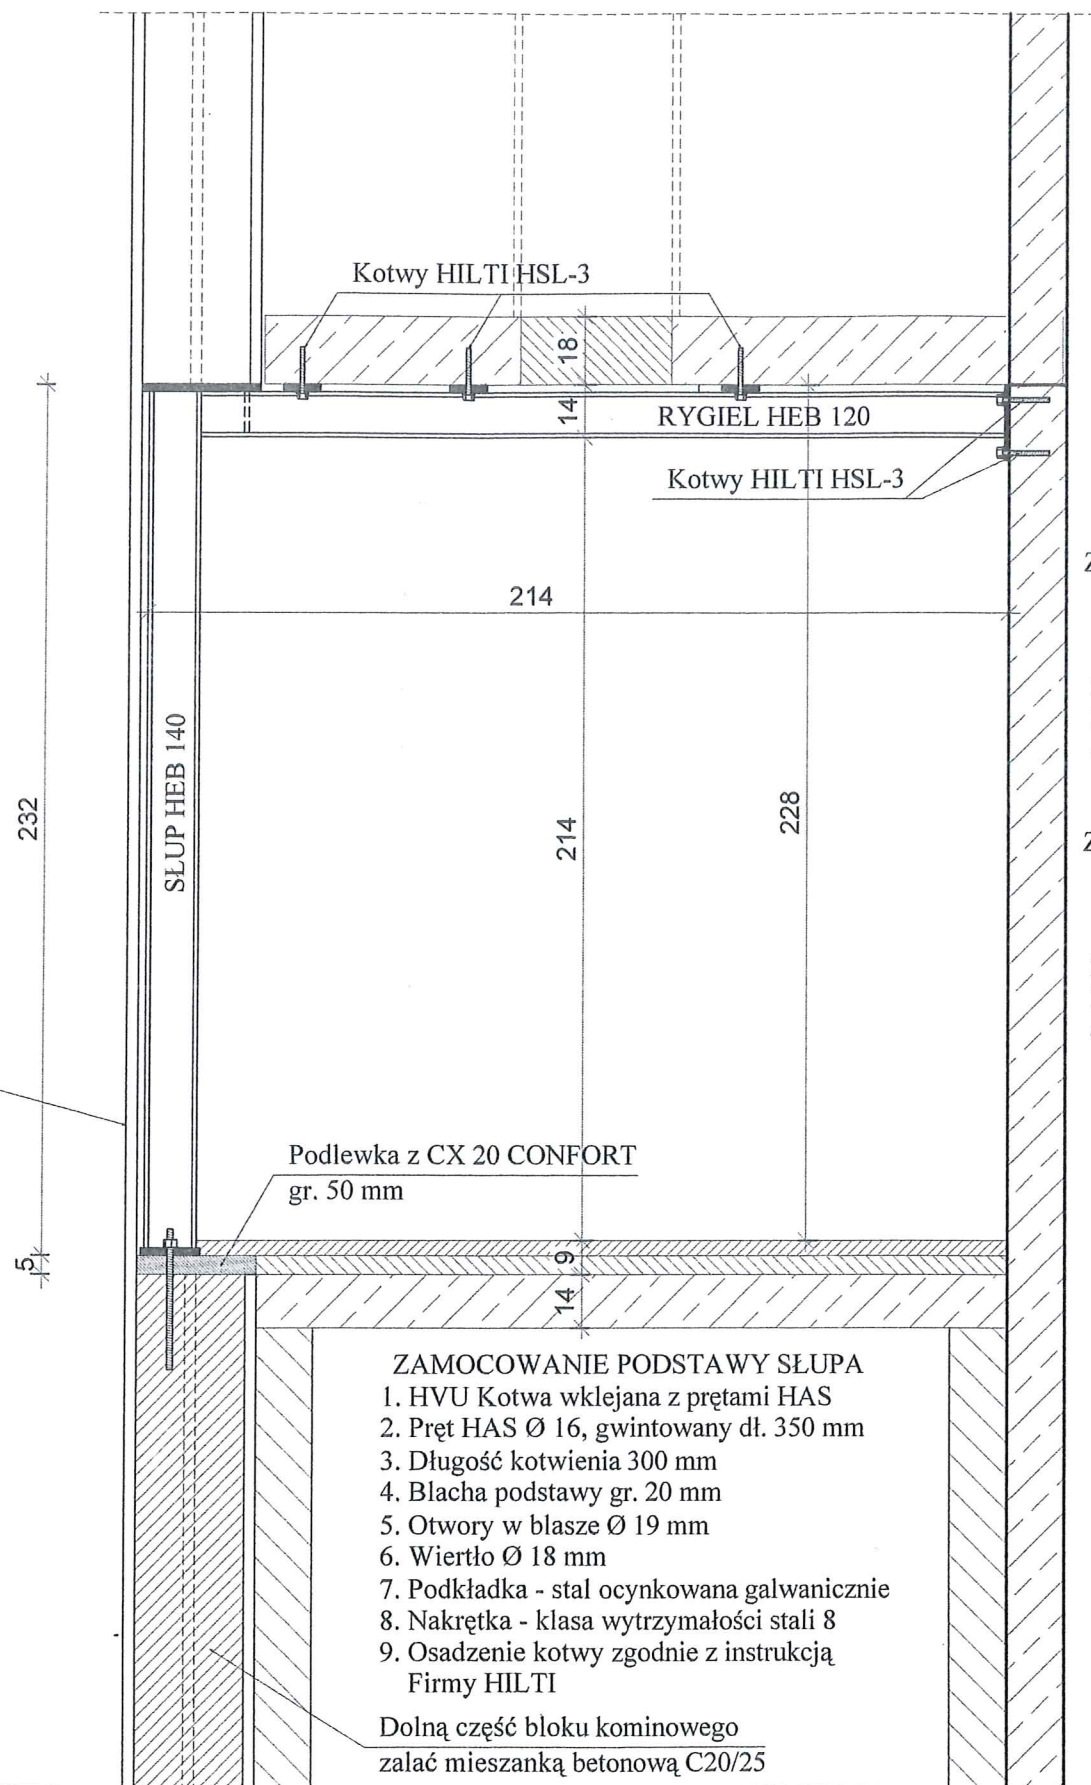 Kotwy HILTI HSL-3
18
14
RYGIEL HEB 120
Kotwy HILTI HSL-3
Z
214
SŁUP HEB 140
232
214
228
Z
Podlewka z CX 20 CONFORT
gr. 50 mm
5
9
14
ZAMOCOWANIE PODSTAWY SŁUPA
1. HVU Kotwa wklejana z prętami HAS
2. Pręt HAS Ø 16, gwintowany dł. 350 mm
3. Długość kotwienia 300 mm
4. Blacha podstawy gr. 20 mm
5. Otwory w blasze Ø 19 mm
6. Wiertło Ø 18 mm
7. Podkładka - stal ocynkowana galwanicznie
8. Nakrętka - klasa wytrzymałości stali 8
9. Osadzenie kotwy zgodnie z instrukcją
Firmy HILTI
Dolną część bloku kominowego
zalać mieszanką betonową C20/25